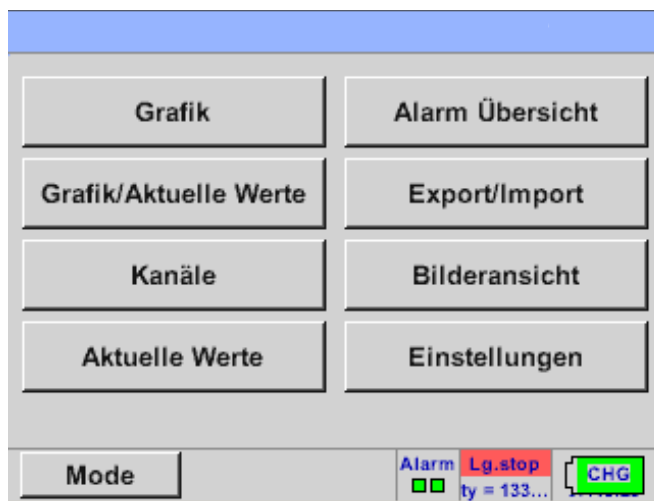 Grafik
Alarm Übersicht
Grafik/Aktuelle Werte
Export/Import
Kanäle
Bilderansicht
Aktuelle Werte
Einstellungen
Mode
Alarm
Lg.stop
ty = 133...
CHG